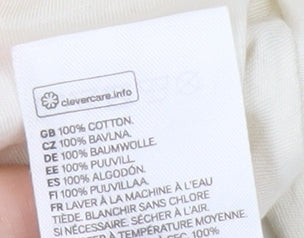 clevercare.info
GB 100% COTTON.
CZ 100% BAVLNA.
DE 100% BAUMWOLLE.
EE 100% PUUVILL.
ES 100% ALGODÓN.
FI 100% PUUVILLAA.
FR LAVER À LA MACHINE À L'EAU
TIÈDE. BLANCHIR SANS CHLORE
SI NÉCESSAIRE. SÉCHER À L'AIR.
À TEMPÉRATURE MOYENNE.
100%